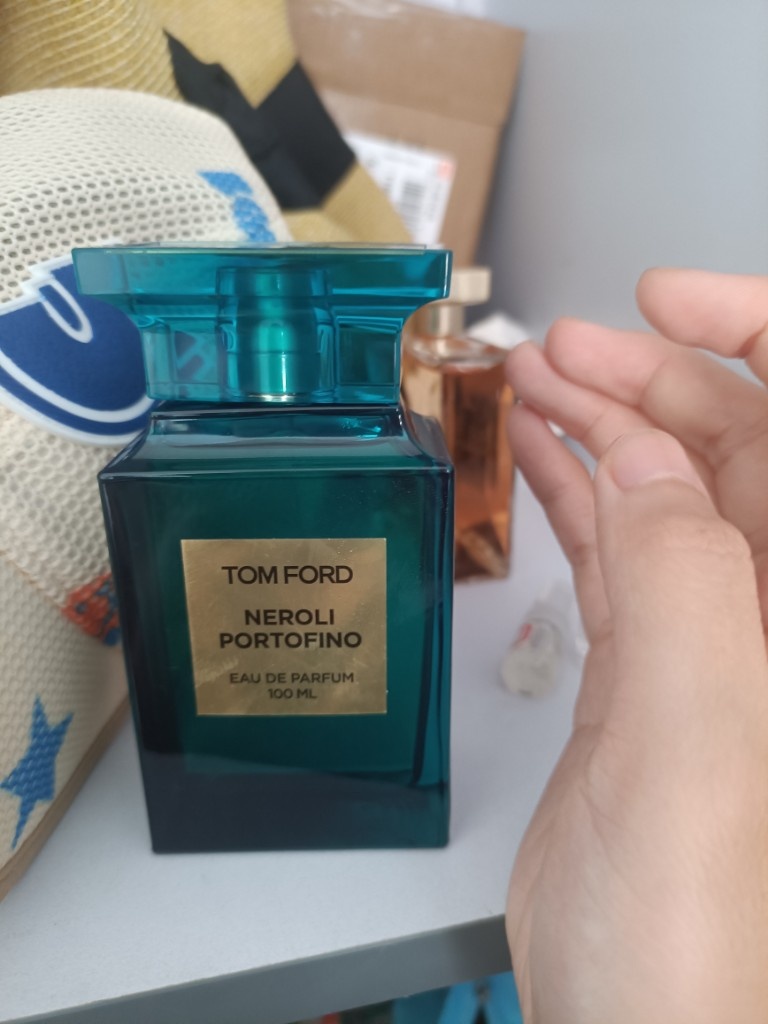 TOM FORD
NEROLI
PORTOFINO
EAU DE PARFUM
100 ML